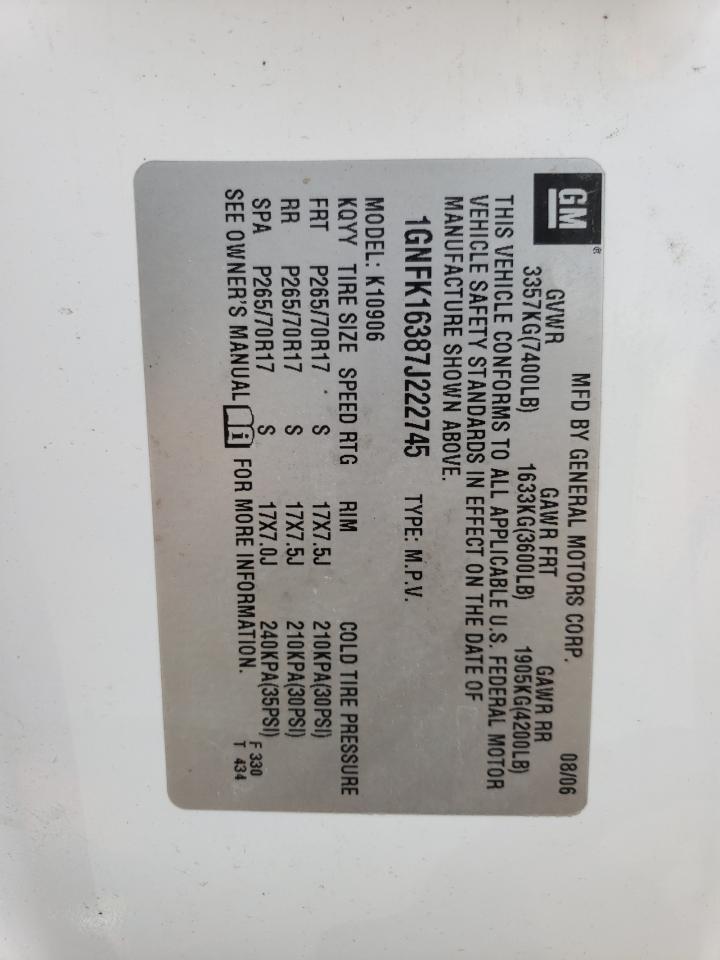 GM®
MFD BY GENERAL MOTORS CORP. 08/06
GVWR GAWR FRT GAWR RR
3357KG(7400LB) 1633KG(3600LB) 1905KG(4200LB)
THIS VEHICLE CONFORMS TO ALL APPLICABLE U.S. FEDERAL MOTOR
VEHICLE SAFETY STANDARDS IN EFFECT ON THE DATE OF
MANUFACTURE SHOWN ABOVE.
1GNFK16387J222745 TYPE: M.P.V.
MODEL: K10906
KQYY TIRE SIZE SPEED RTG RIM COLD TIRE PRESSURE
FRT P265/70R17 S 17X7.5J 210KPA(30PSI)
RR P265/70R17 S 17X7.5J 210KPA(30PSI)
SPA P265/70R17 S 17X7.0J 240KPA(35PSI)
SEE OWNER'S MANUAL i FOR MORE INFORMATION.
F 330
T 434